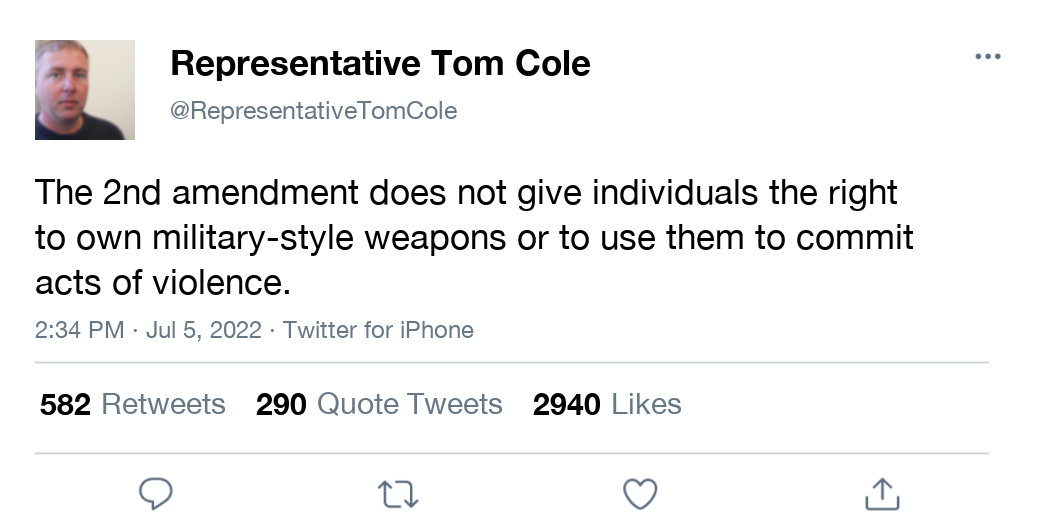 Representative Tom Cole
@RepresentativeTomCole
The 2nd amendment does not give individuals the right
to own military-style weapons or to use them to commit
acts of violence.
2:34 PM · Jul 5, 2022 · Twitter for iPhone
582 Retweets 290 Quote Tweets 2940 Likes